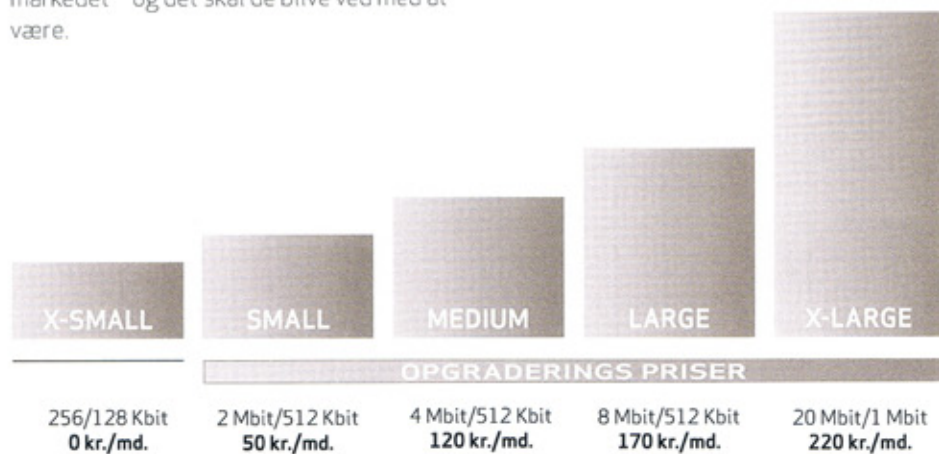 markedet – og det skal de blive ved med at
være.
X-SMALL
SMALL
MEDIUM
LARGE
X-LARGE
OPGRADERINGS PRISER
256/128 Kbit
0 kr./md.
2 Mbit/512 Kbit
50 kr./md.
4 Mbit/512 Kbit
120 kr./md.
8 Mbit/512 Kbit
170 kr./md.
20 Mbit/1 Mbit
220 kr./md.